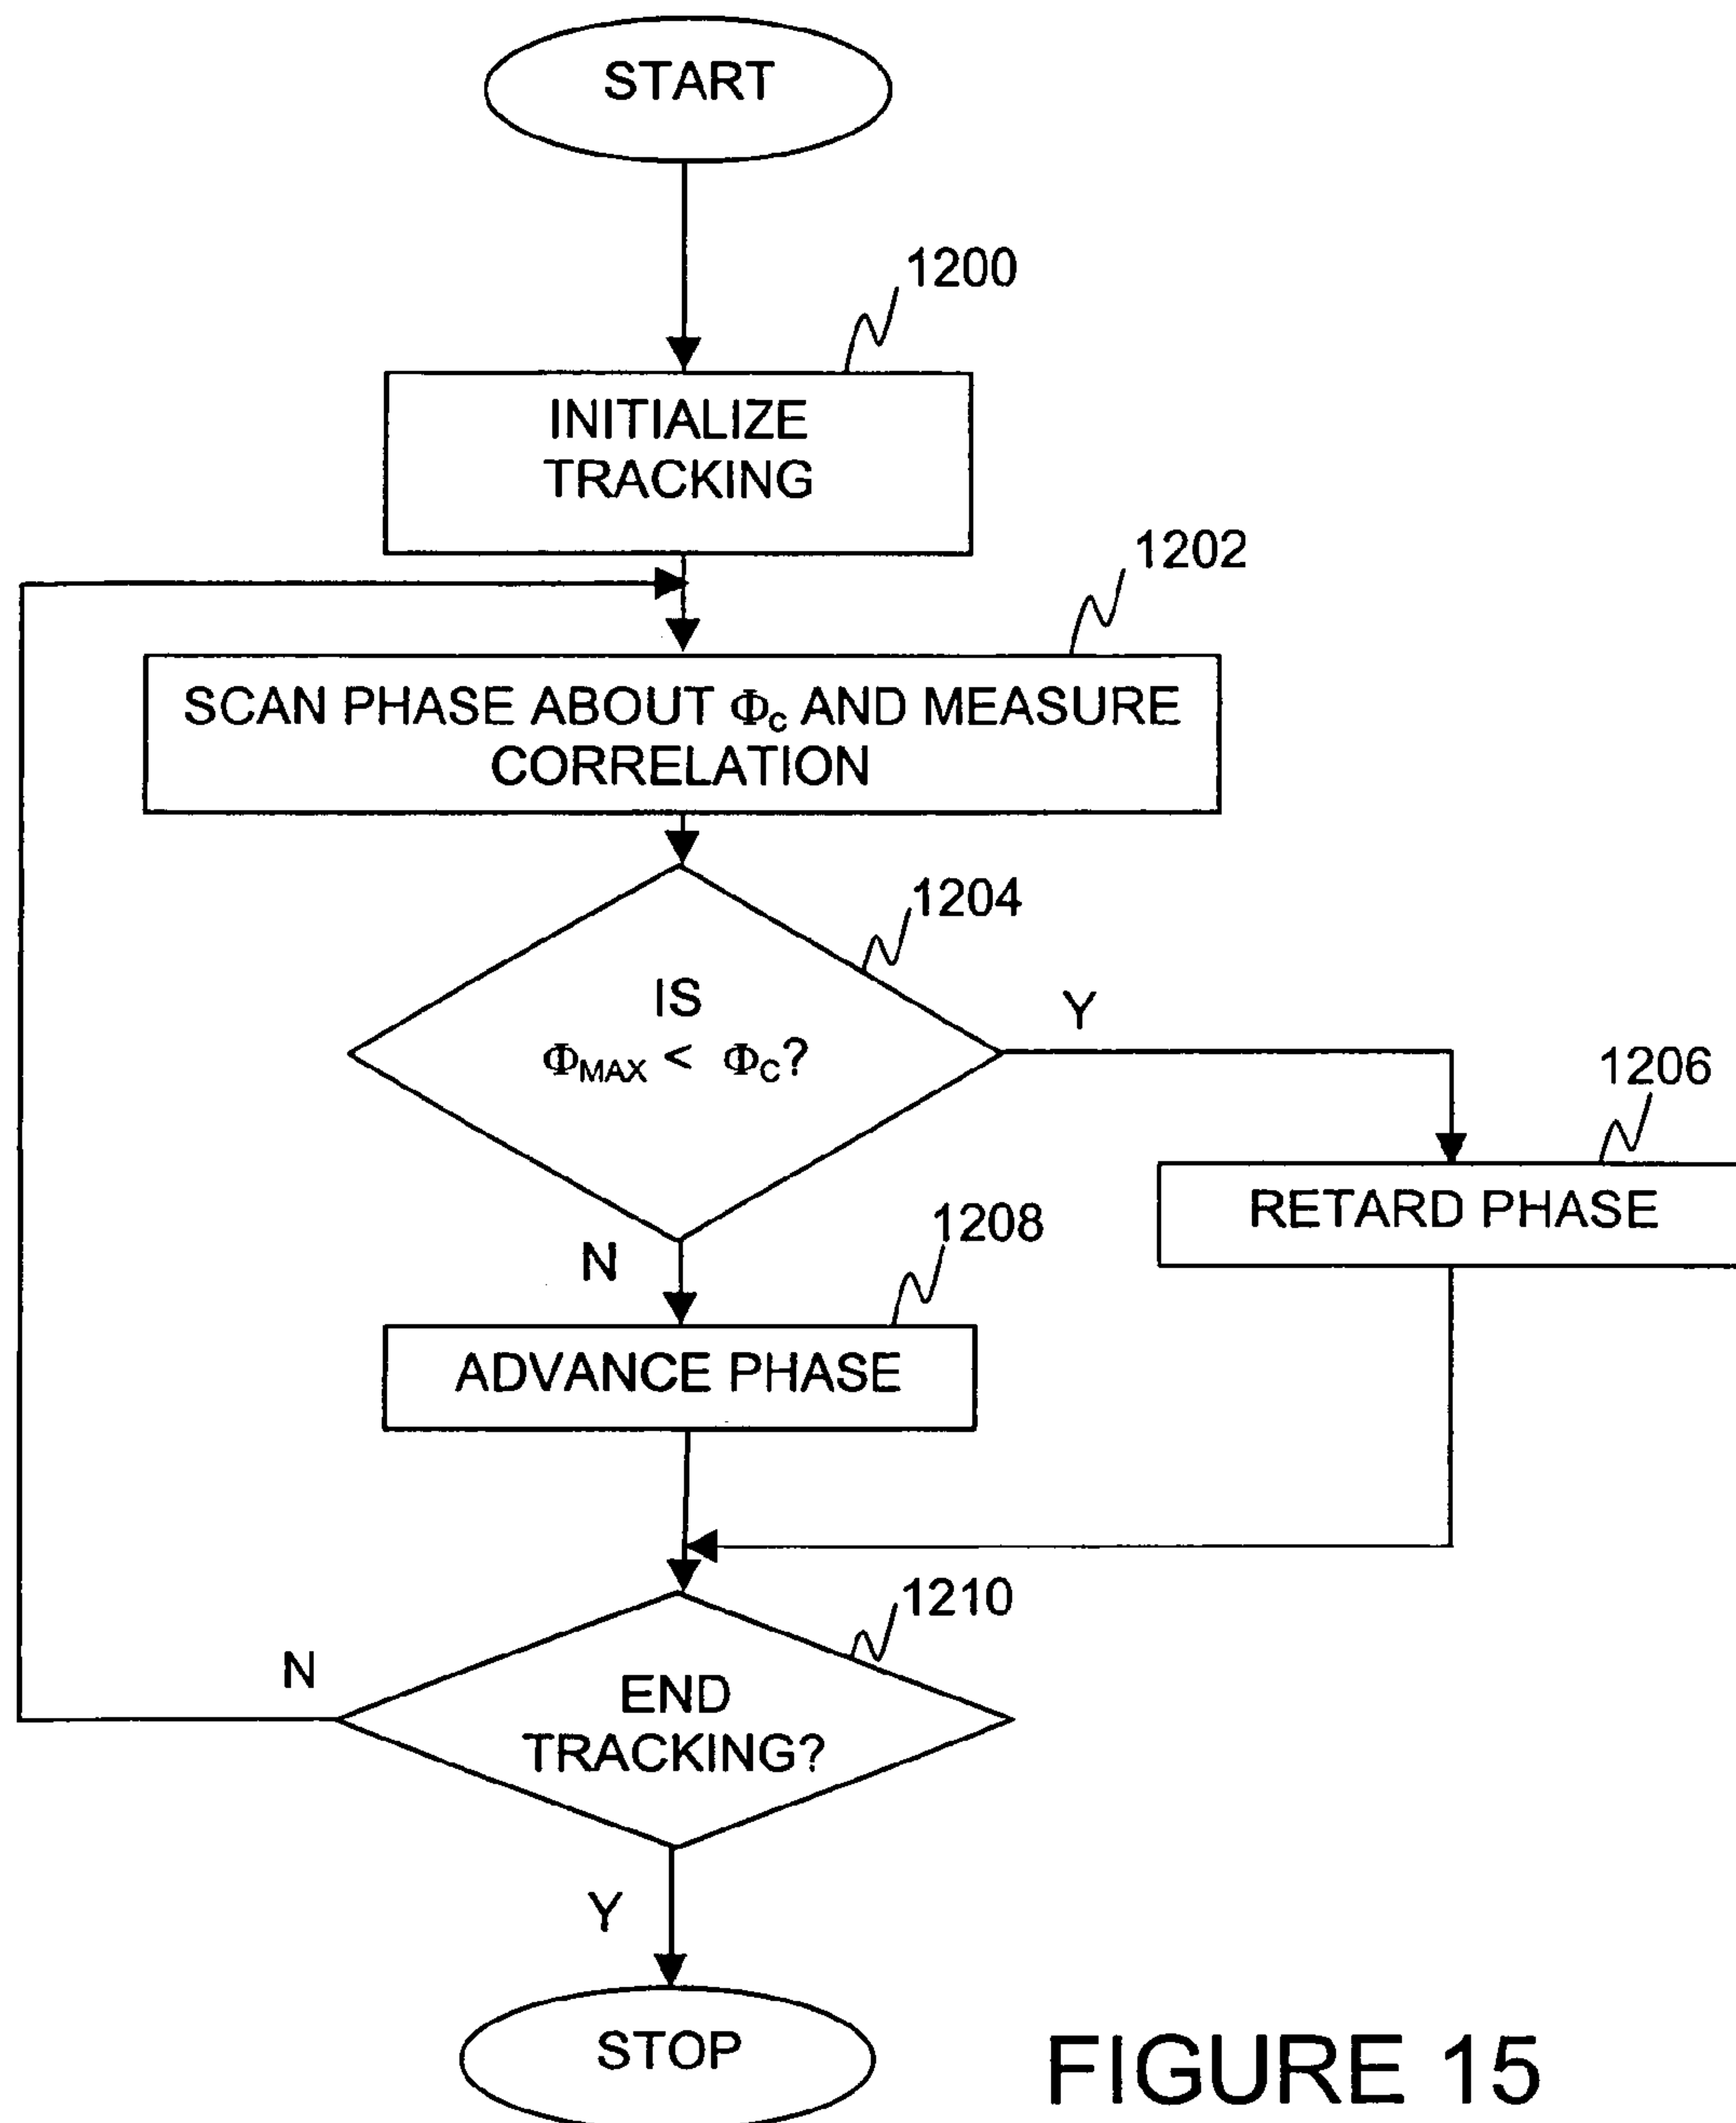 START
1200
INITIALIZE
TRACKING
1202
SCAN PHASE ABOUT Φc AND MEASURE
CORRELATION
1204
IS
ΦMAX < ΦC?
Y
1206
RETARD PHASE
N
1208
ADVANCE PHASE
1210
N
END
TRACKING?
Y
STOP
FIGURE 15